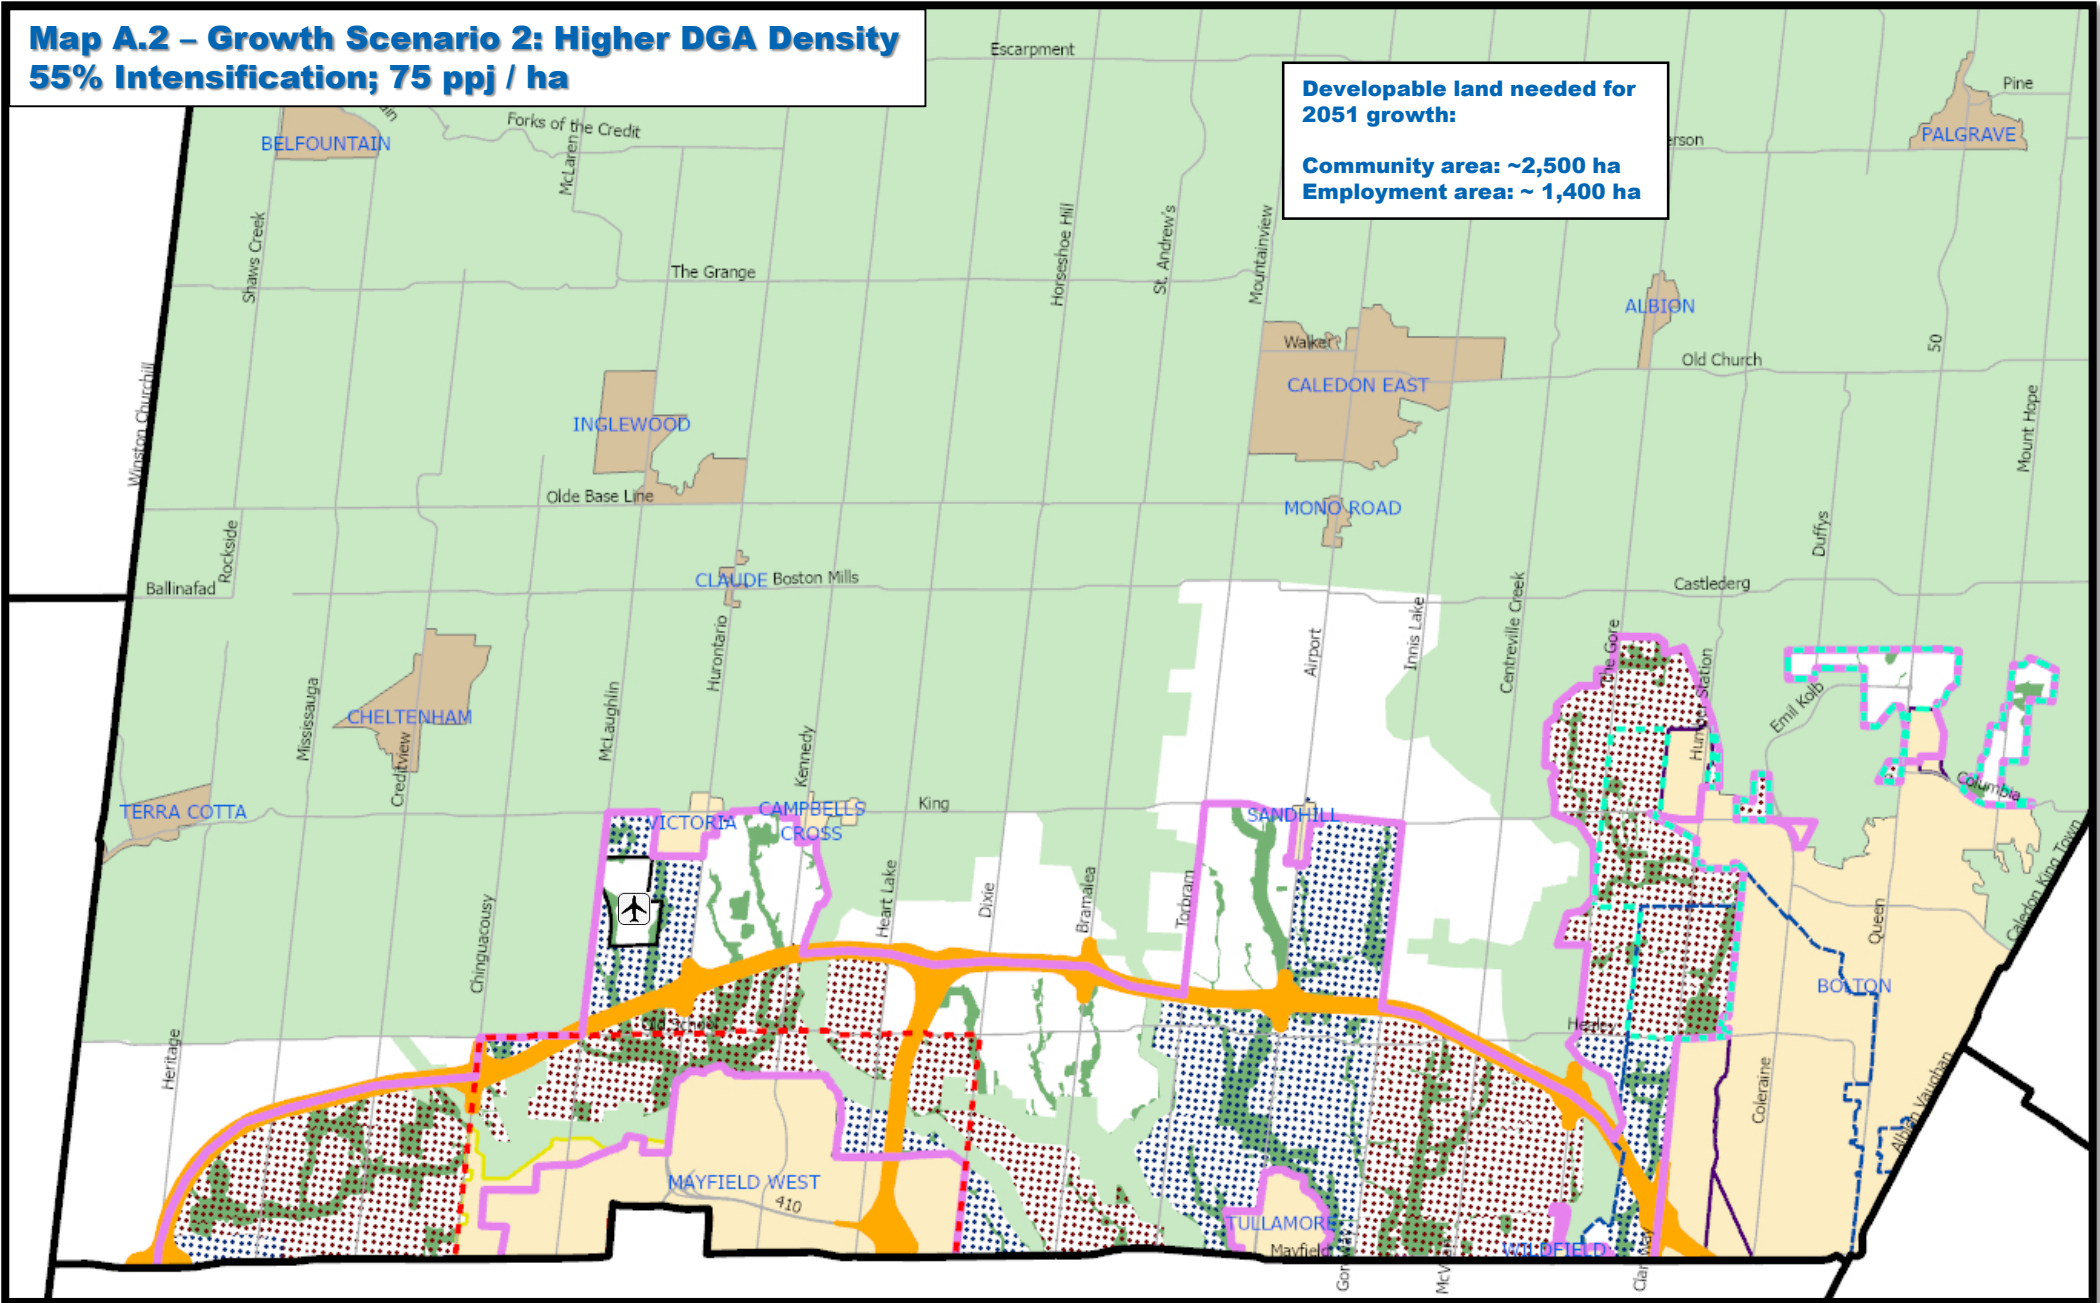 Map A.2 – Growth Scenario 2: Higher DGA Density
55% Intensification; 75 ppj / ha
Developable land needed for
2051 growth:
Community area: ~2,500 ha
Employment area: ~ 1,400 ha
Escarpment
Pine
PALGRAVE
Forks of the Credit
BELFOUNTAIN
McLaren
Shaws Creek
Horseshoe Hill
St. Andrew's
Mountainview
The Grange
ALBION
Walker
Old Church
50
CALEDON EAST
Winston Churchill
INGLEWOOD
Mount Hope
Olde Base Line
MONO ROAD
Rockside
Duffys
Ballinafad
CLAUDE
Boston Mills
Castlederg
Centreville Creek
Innis Lake
Airport
Hurontario
The Gore
Humber Station
Emil Kolb
Mississauga
McLaughlin
CHELTENHAM
Creditview
Kennedy
Columbia
TERRA COTTA
VICTORIA
CAMPBELLS
CROSS
King
SANDHILL
Caledon King Town
Heart Lake
Dixie
Bramalea
Torbram
Chinguacousy
Queen
BOLTON
Old School
Healey
Heritage
Coleraine
Albion Vaughan
MAYFIELD WEST
410
TULLAMORE
Mayfield
WILDFIELD